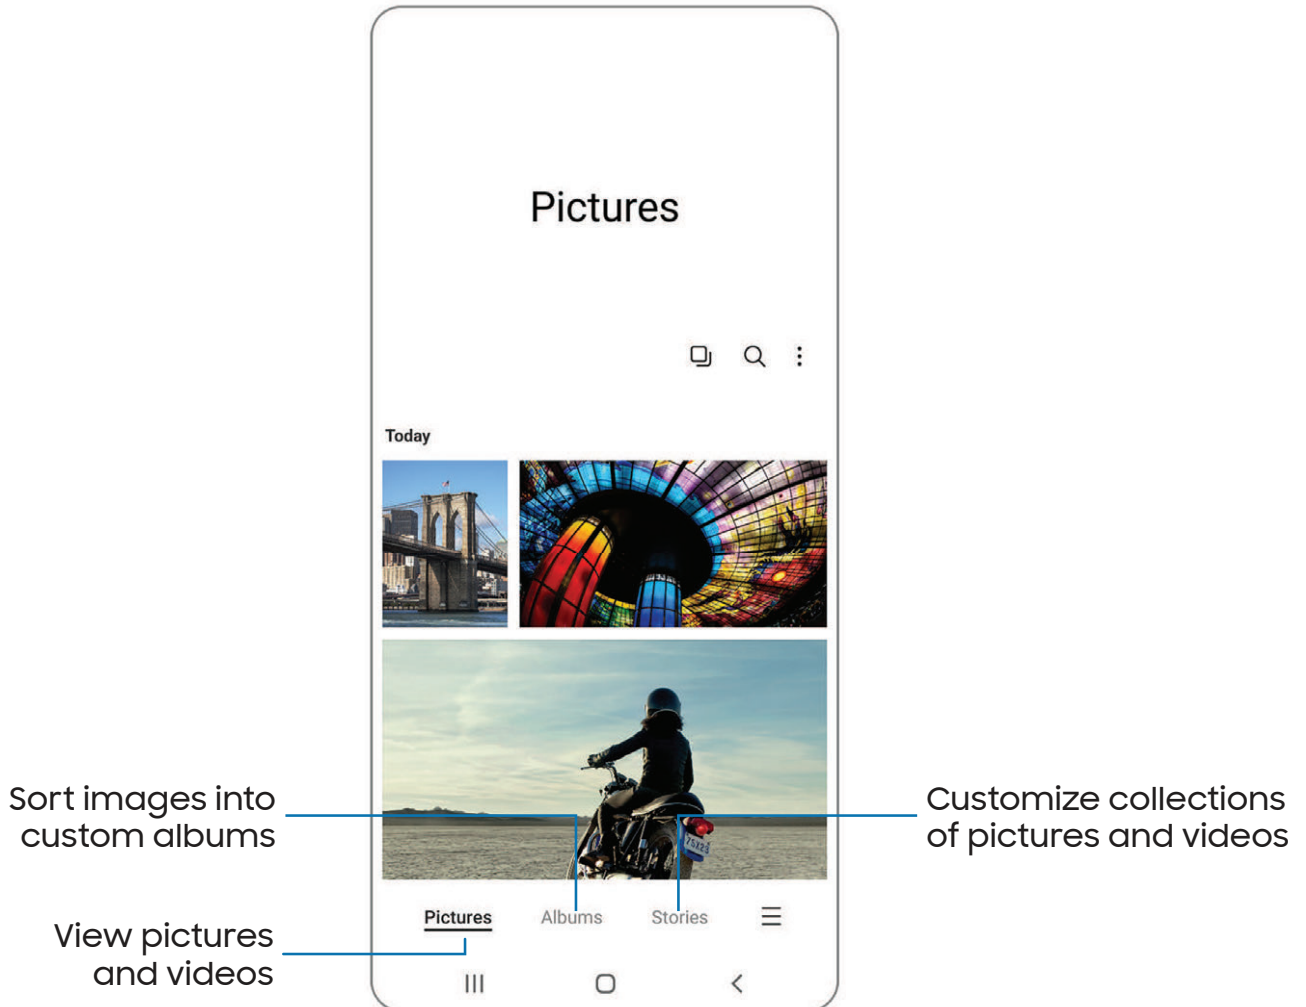 Pictures
Today
Sort images into
custom albums
Customize collections
of pictures and videos
Pictures
Albums
Stories
View pictures
and videos